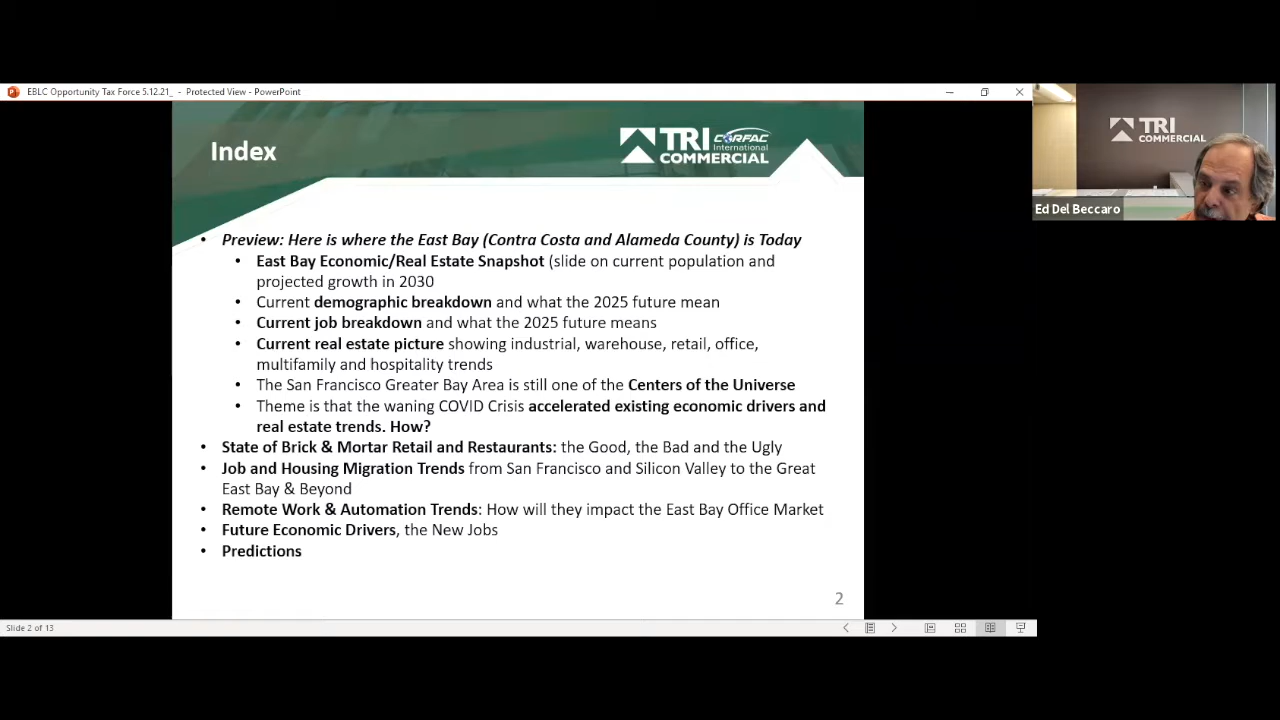 EBLC Opportunity Tax Force 5.12.21_ - Protected View - PowerPoint
Index
TRI
COMMERCIAL
CORFAC
International
TRI
COMMERCIAL
Ed Del Beccaro
• Preview: Here is where the East Bay (Contra Costa and Alameda County) is Today
• East Bay Economic/Real Estate Snapshot (slide on current population and
projected growth in 2030
• Current demographic breakdown and what the 2025 future mean
• Current job breakdown and what the 2025 future means
• Current real estate picture showing industrial, warehouse, retail, office,
multifamily and hospitality trends
• The San Francisco Greater Bay Area is still one of the Centers of the Universe
• Theme is that the waning COVID Crisis accelerated existing economic drivers and
real estate trends. How?
• State of Brick & Mortar Retail and Restaurants: the Good, the Bad and the Ugly
• Job and Housing Migration Trends from San Francisco and Silicon Valley to the Great
East Bay & Beyond
• Remote Work & Automation Trends: How will they impact the East Bay Office Market
• Future Economic Drivers, the New Jobs
• Predictions
2
Slide 2 of 13